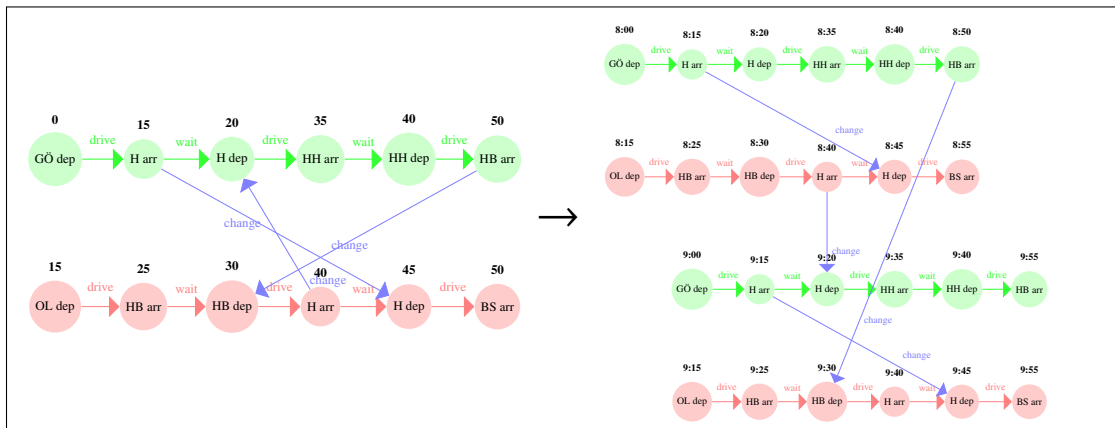 0 15 20 35 40 50
drive wait drive wait drive
GÖ dep H arr H dep HH arr HH dep HB arr
change change
change
15 25 30 40 45 50
drive wait drive wait drive
OL dep HB arr HB dep H arr H dep BS arr
→
8:00 8:15 8:20 8:35 8:40 8:50
drive wait drive wait drive
GÖ dep H arr H dep HH arr HH dep HB arr
change
8:15 8:25 8:30 8:40 8:45 8:55
drive wait drive wait drive
OL dep HB arr HB dep H arr H dep BS arr
change
9:00 9:15 9:20 9:35 9:40 9:55
drive wait drive wait drive
GÖ dep H arr H dep HH arr HH dep HB arr
change
change
9:15 9:25 9:30 9:40 9:45 9:55
drive wait drive wait drive
OL dep HB arr HB dep H arr H dep BS arr